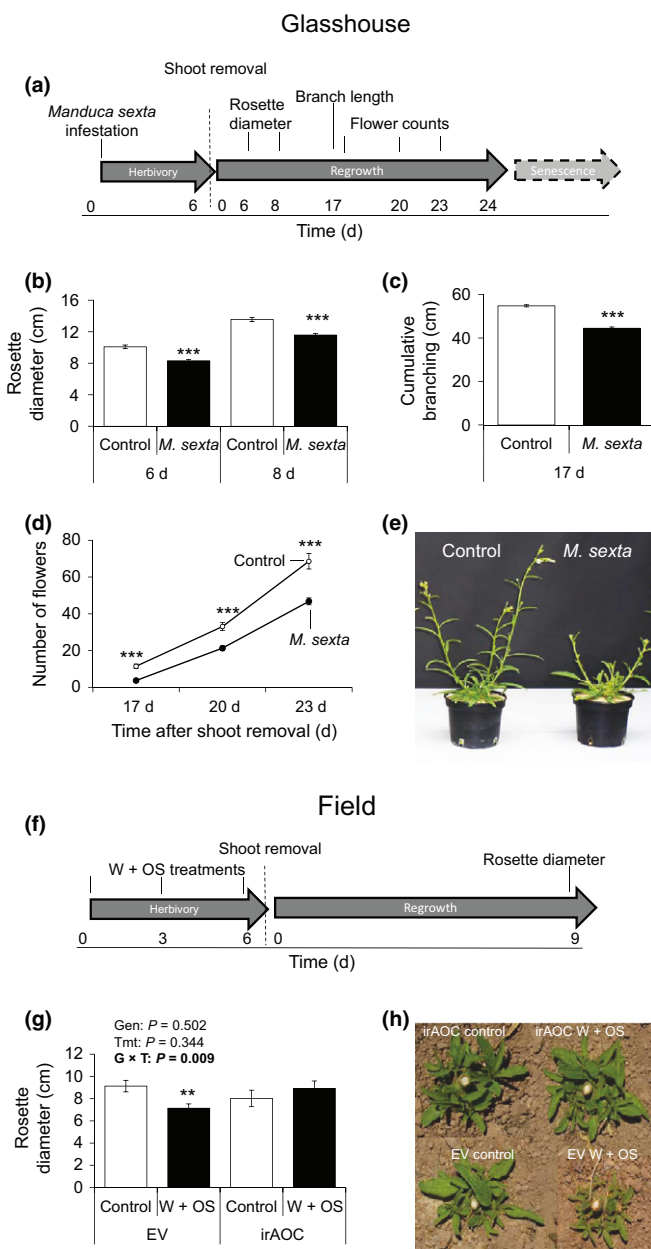 Glasshouse
(a)
Shoot removal
Manduca sexta
infestation
Rosette
diameter
Branch length
Flower counts
Herbivory
Regrowth
Senescence
0 6 0 6 8 17 20 23 24
Time (d)
(b)
Rosette
diameter (cm)
16
12
8
4
0
***
***
Control M. sexta Control M. sexta
6 d 8 d
(c)
Cumulative
branching (cm)
60
40
20
0
***
Control M. sexta
17 d
(d)
Number of flowers
80
60
40
20
0
***
***
***
Control
M. sexta
17 d 20 d 23 d
Time after shoot removal (d)
(e)
Control M. sexta
Field
(f)
Shoot removal
W + OS treatments
Rosette diameter
Herbivory
Regrowth
0 3 6 0 9
Time (d)
(g)
Gen: P = 0.502
Tmt: P = 0.344
G × T: P = 0.009
Rosette
diameter (cm)
12
10
8
6
4
2
0
**
Control W + OS Control W + OS
EV irAOC
(h)
irAOC control irAOC W + OS
EV control EV W + OS